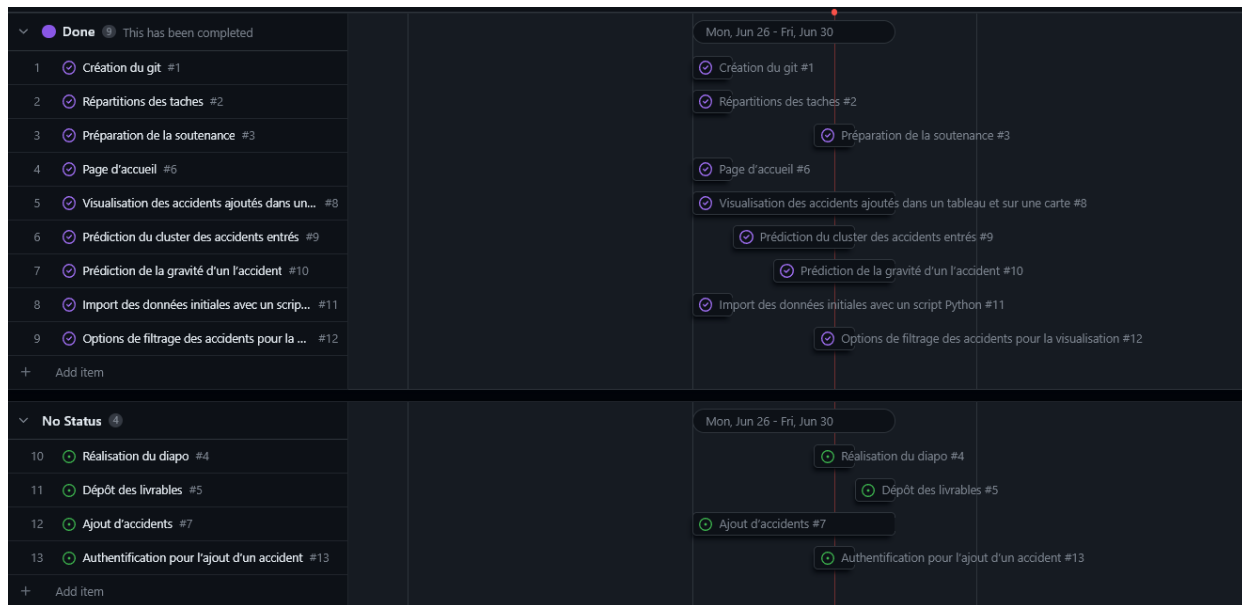 Done 9 This has been completed Mon, Jun 26 - Fri, Jun 30
1 Création du git #1 Création du git #1
2 Répartitions des taches #2 Répartitions des taches #2
3 Préparation de la soutenance #3 Préparation de la soutenance #3
4 Page d'accueil #6 Page d'accueil #6
5 Visualisation des accidents ajoutés dans un... #8 Visualisation des accidents ajoutés dans un tableau et sur une carte #8
6 Prédiction du cluster des accidents entrés #9 Prédiction du cluster des accidents entrés #9
7 Prédiction de la gravité d'un l'accident #10 Prédiction de la gravité d'un l'accident #10
8 Import des données initiales avec un scrip... #11 Import des données initiales avec un script Python #11
9 Options de filtrage des accidents pour la ... #12 Options de filtrage des accidents pour la visualisation #12
+ Add item
No Status 4 Mon, Jun 26 - Fri, Jun 30
10 Réalisation du diapo #4 Réalisation du diapo #4
11 Dépôt des livrables #5 Dépôt des livrables #5
12 Ajout d'accidents #7 Ajout d'accidents #7
13 Authentification pour l'ajout d'un accident #13 Authentification pour l'ajout d'un accident #13
+ Add item